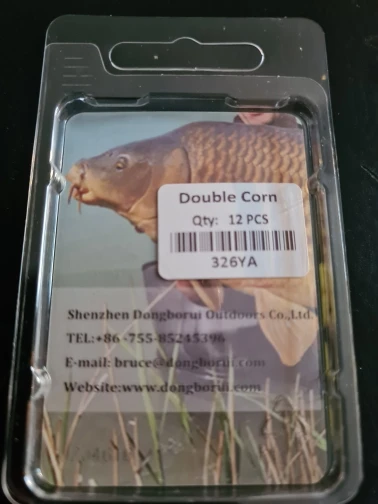 Double Corn
Qty: 12 PCS
326YA
Shenzhen Dongborui Outdoors Co.,Ltd.
TEL:+86-755-85245396
E-mail: bruce@dongborui.com
Website:www.dongborui.com